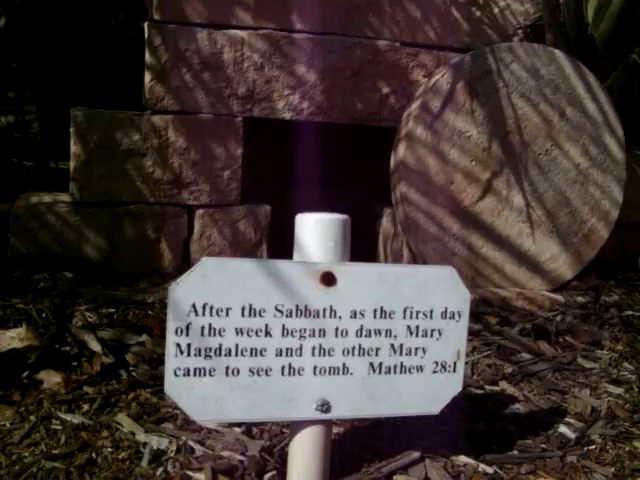 After the Sabbath, as the first day
of the week began to dawn, Mary
Magdalene and the other Mary
came to see the tomb. Mathew 28:1